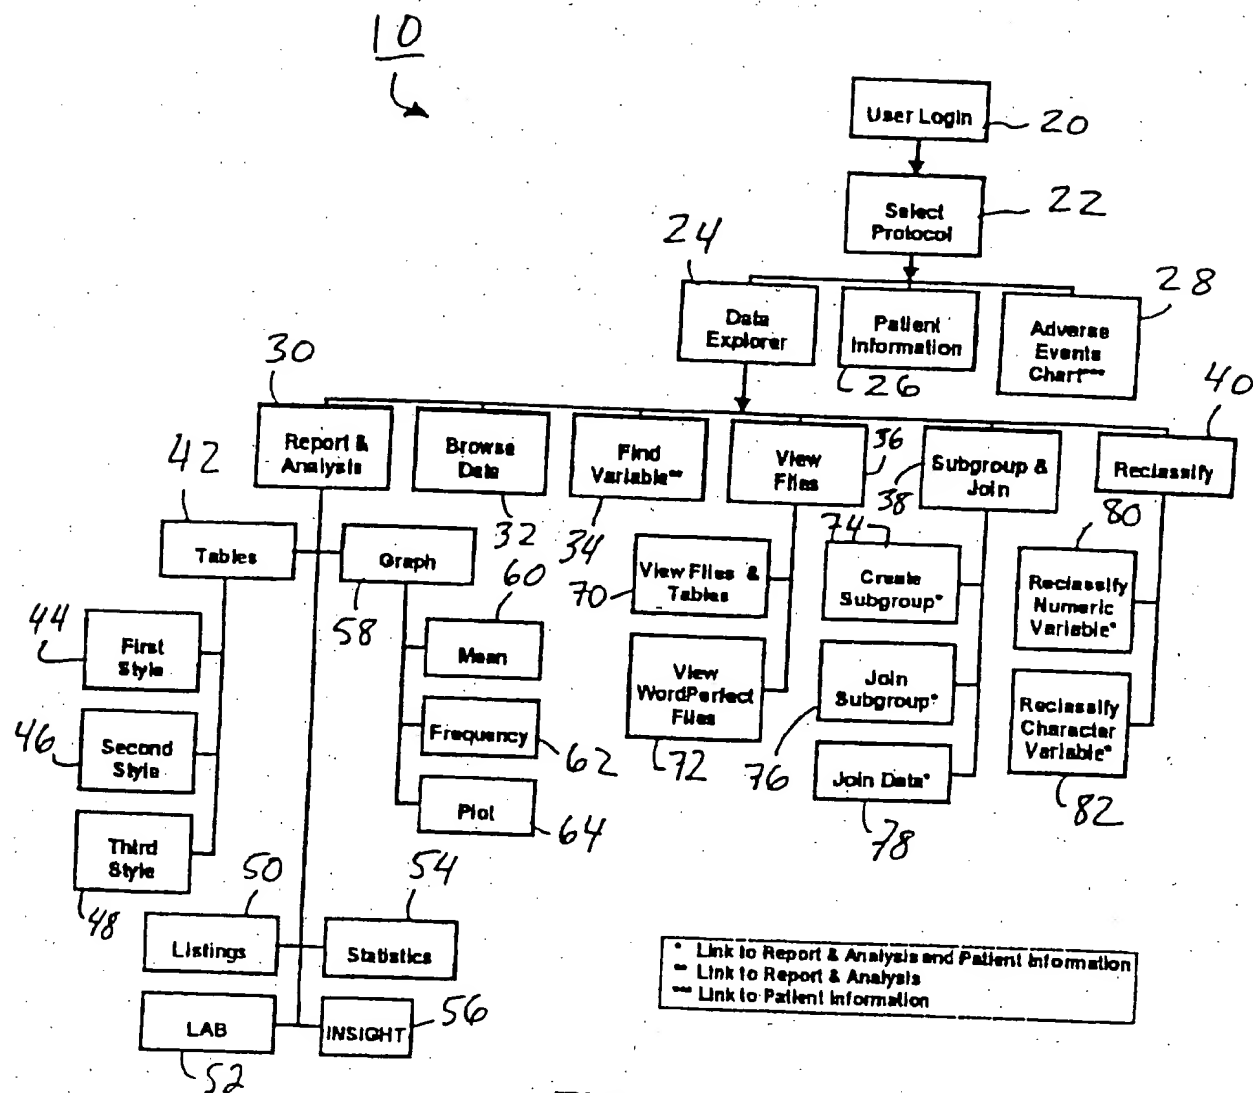 10
User Login
20
Select
Protocol
22
24
Data
Explorer
Patient
Information
26
Adverse
Events
Chart***
28
30
Report &
Analysis
Browse
Data
32
Find
Variable**
34
View
Files
36
Subgroup &
Join
38
Reclassify
40
42
Tables
Graph
58
44
First
Style
46
Second
Style
Third
Style
48
60
Mean
Frequency
62
Plot
64
View Files &
Tables
70
View
WordPerfect
Files
72
74
Create
Subgroup*
Join
Subgroup*
76
Join Data*
78
80
Reclassify
Numeric
Variable*
Reclassify
Character
Variable*
82
50
Listings
54
Statistics
LAB
52
INSIGHT
56
* Link to Report & Analysis and Patient Information
** Link to Report & Analysis
*** Link to Patient Information